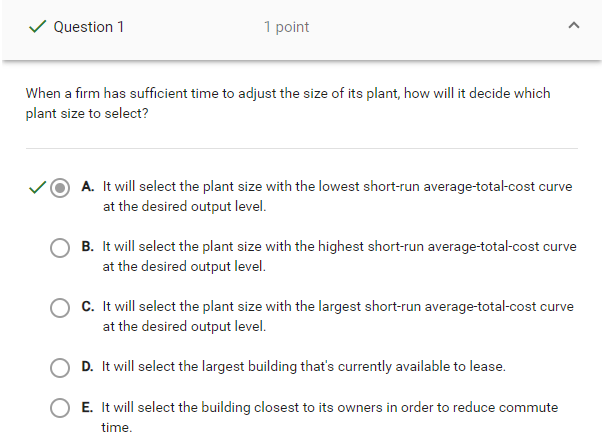 Question 1 1 point
When a firm has sufficient time to adjust the size of its plant, how will it decide which
plant size to select?
A. It will select the plant size with the lowest short-run average-total-cost curve
at the desired output level.
B. It will select the plant size with the highest short-run average-total-cost curve
at the desired output level.
C. It will select the plant size with the largest short-run average-total-cost curve
at the desired output level.
D. It will select the largest building that's currently available to lease.
E. It will select the building closest to its owners in order to reduce commute
time.